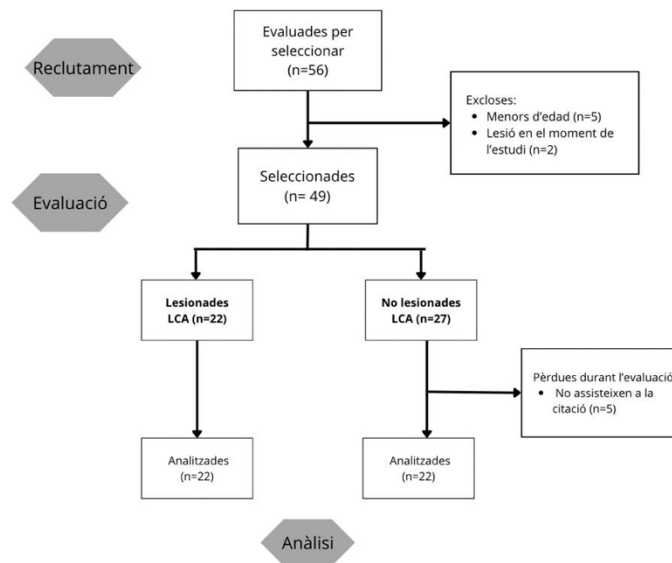 Evaluades per
seleccionar
(n=56)
Reclutament
Excloses:
• Menors d'edad (n=5)
• Lesió en el moment de
l'estudi (n=2)
Seleccionades
(n= 49)
Evaluació
Lesionades
LCA (n=22)
No lesionades
LCA (n=27)
Pèrdues durant l'evaluació
• No assisteixen a la
citació (n=5)
Analitzades
(n=22)
Analitzades
(n=22)
Anàlisi